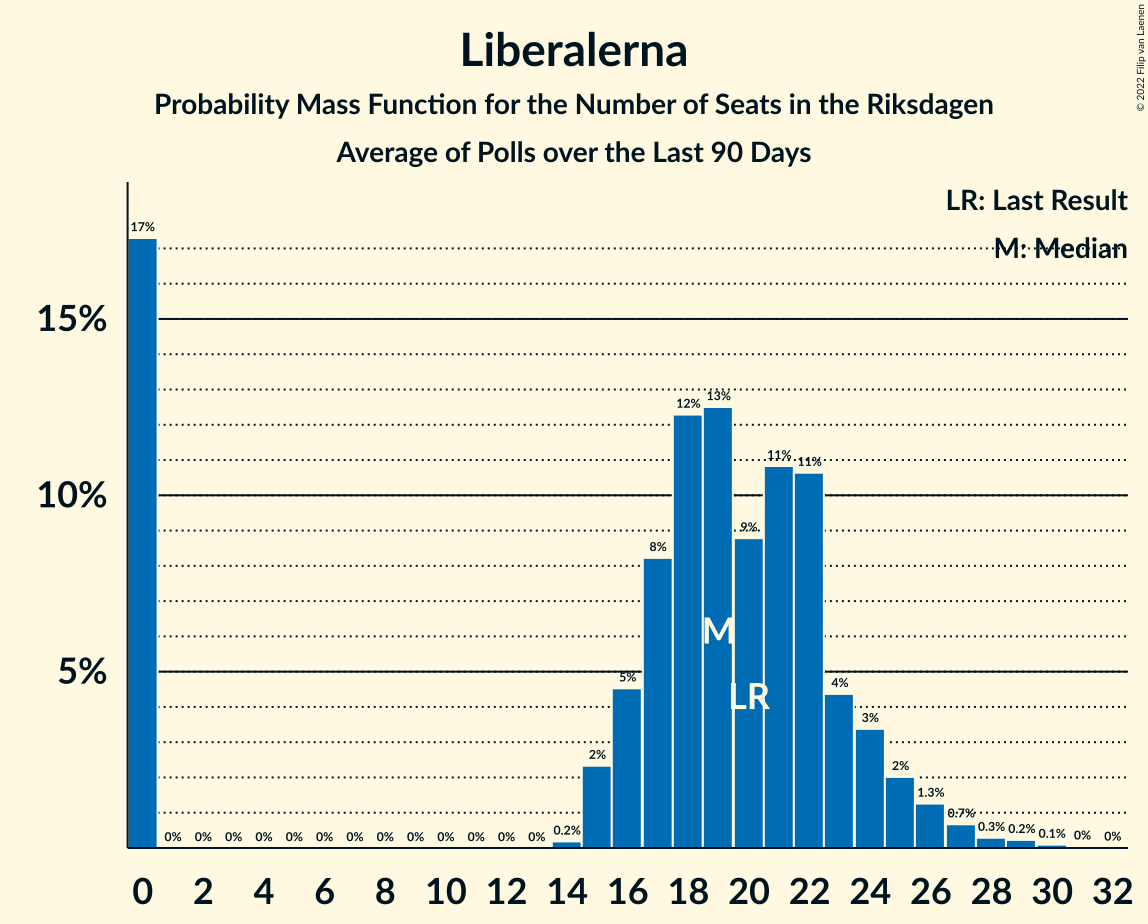 Liberalerna
Probability Mass Function for the Number of Seats in the Riksdagen
Average of Polls over the Last 90 Days
© 2022 Filip van Laenen
LR: Last Result
M: Median
17%
15%
13%
12%
11%
11%
10%
9%
8%
M
5%
5%
LR
4%
3%
2%
2%
1.3%
0.7%
0% 0% 0% 0% 0% 0% 0% 0% 0% 0% 0% 0% 0% 0.2% 0.3% 0.2% 0.1% 0% 0%
0 2 4 6 8 10 12 14 16 18 20 22 24 26 28 30 32